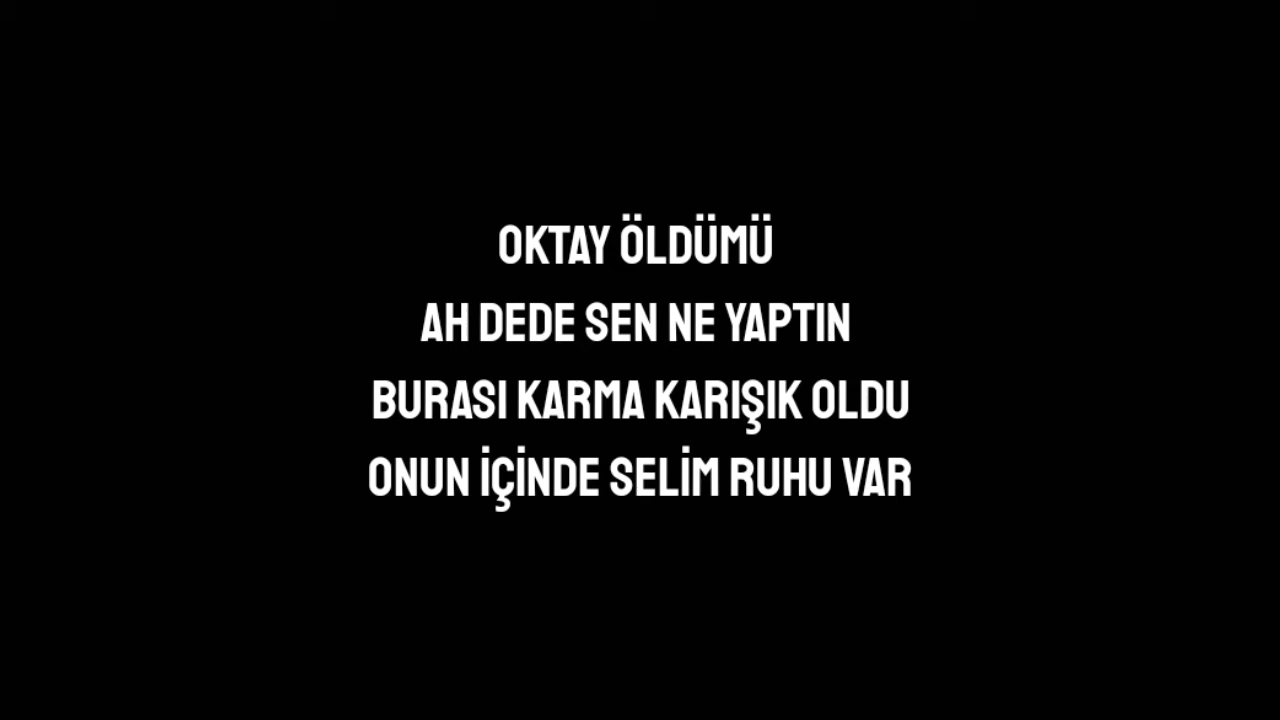 OKTAY ÖLDÜMÜ
AH DEDE SEN NE YAPTIN
BURASI KARMA KARIŞIK OLDU
ONUN İÇİNDE SELİM RUHU VAR